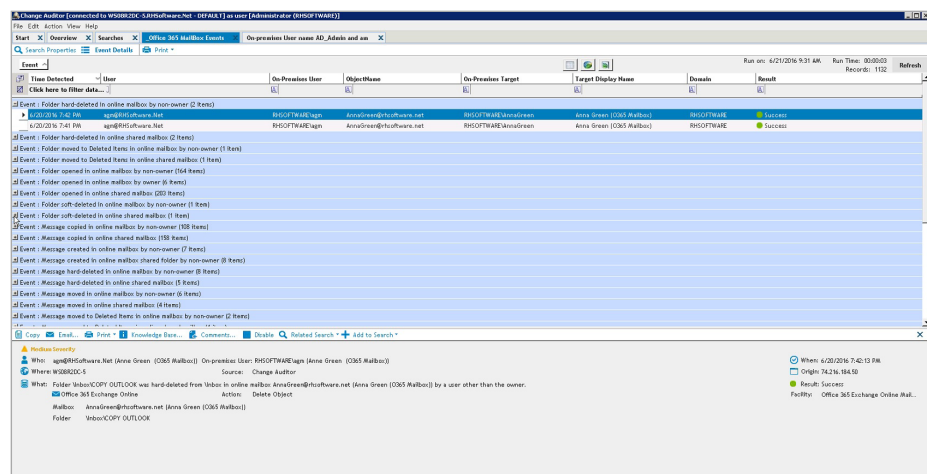 Change Auditor [connected to WS08R2DC-5.RHSoftware.Net - DEFAULT] as user [Administrator (RHSOFTWARE)]
File Edit Action View Help
Start X Overview X Searches X _Office 365 MailBox Events X On-premises User name AD_Admin and am X
Search Properties Event Details Print
Event Run on: 6/21/2016 9:31 AM Run Time: 00:00:03 Refresh
Records: 1132
Time Detected User On-Premises User ObjectName On-Premises Target Target Display Name Domain Result
Click here to filter data...
Event : Folder hard-deleted in online mailbox by non-owner (2 items)
6/20/2016 7:42 PM agm@RHSoftware.Net RHSOFTWARE\agm AnnaGreen@rhsoftware.net RHSOFTWARE\AnnaGreen Anna Green (O365 Mailbox) RHSOFTWARE Success
6/20/2016 7:41 PM agm@RHSoftware.Net RHSOFTWARE\agm AnnaGreen@rhsoftware.net RHSOFTWARE\AnnaGreen Anna Green (O365 Mailbox) RHSOFTWARE Success
Event : Folder hard-deleted in online shared mailbox (2 items)
Event : Folder moved to Deleted Items in online mailbox by non-owner (1 item)
Event : Folder moved to Deleted Items in online shared mailbox (1 item)
Event : Folder opened in online mailbox by non-owner (164 items)
Event : Folder opened in online mailbox by owner (6 items)
Event : Folder opened in online shared mailbox (203 items)
Event : Folder soft-deleted in online mailbox by non-owner (1 item)
Event : Folder soft-deleted in online shared mailbox (1 item)
Event : Message copied in online mailbox by non-owner (108 items)
Event : Message copied in online shared mailbox (158 items)
Event : Message created in online mailbox by non-owner (7 items)
Event : Message created in online mailbox shared folder by non-owner (8 items)
Event : Message hard-deleted in online mailbox by non-owner (8 items)
Event : Message hard-deleted in online shared mailbox (5 items)
Event : Message moved in online mailbox by non-owner (6 items)
Event : Message moved in online shared mailbox (4 items)
Event : Message moved to Deleted Items in online mailbox by non-owner (2 items)
Copy Email... Print Knowledge Base... Comments... Disable Related Search Add to Search
Medium Severity
Who: agm@RHSoftware.Net (Anne Green (O365 Mailbox)) On-premises User: RHSOFTWARE\agm (Anne Green (O365 Mailbox)) When: 6/20/2016 7:42:13 PM
Where: WS08R2DC-5 Source: Change Auditor Origin: 74.216.184.50
What: Folder \Inbox\COPY OUTLOOK was hard-deleted from \Inbox in online mailbox AnnaGreen@rhsoftware.net (Anna Green (O365 Mailbox)) by a user other than the owner. Result: Success
Office 365 Exchange Online Action: Delete Object Facility: Office 365 Exchange Online Mail...
Mailbox AnnaGreen@rhsoftware.net (Anna Green (O365 Mailbox))
Folder \Inbox\COPY OUTLOOK